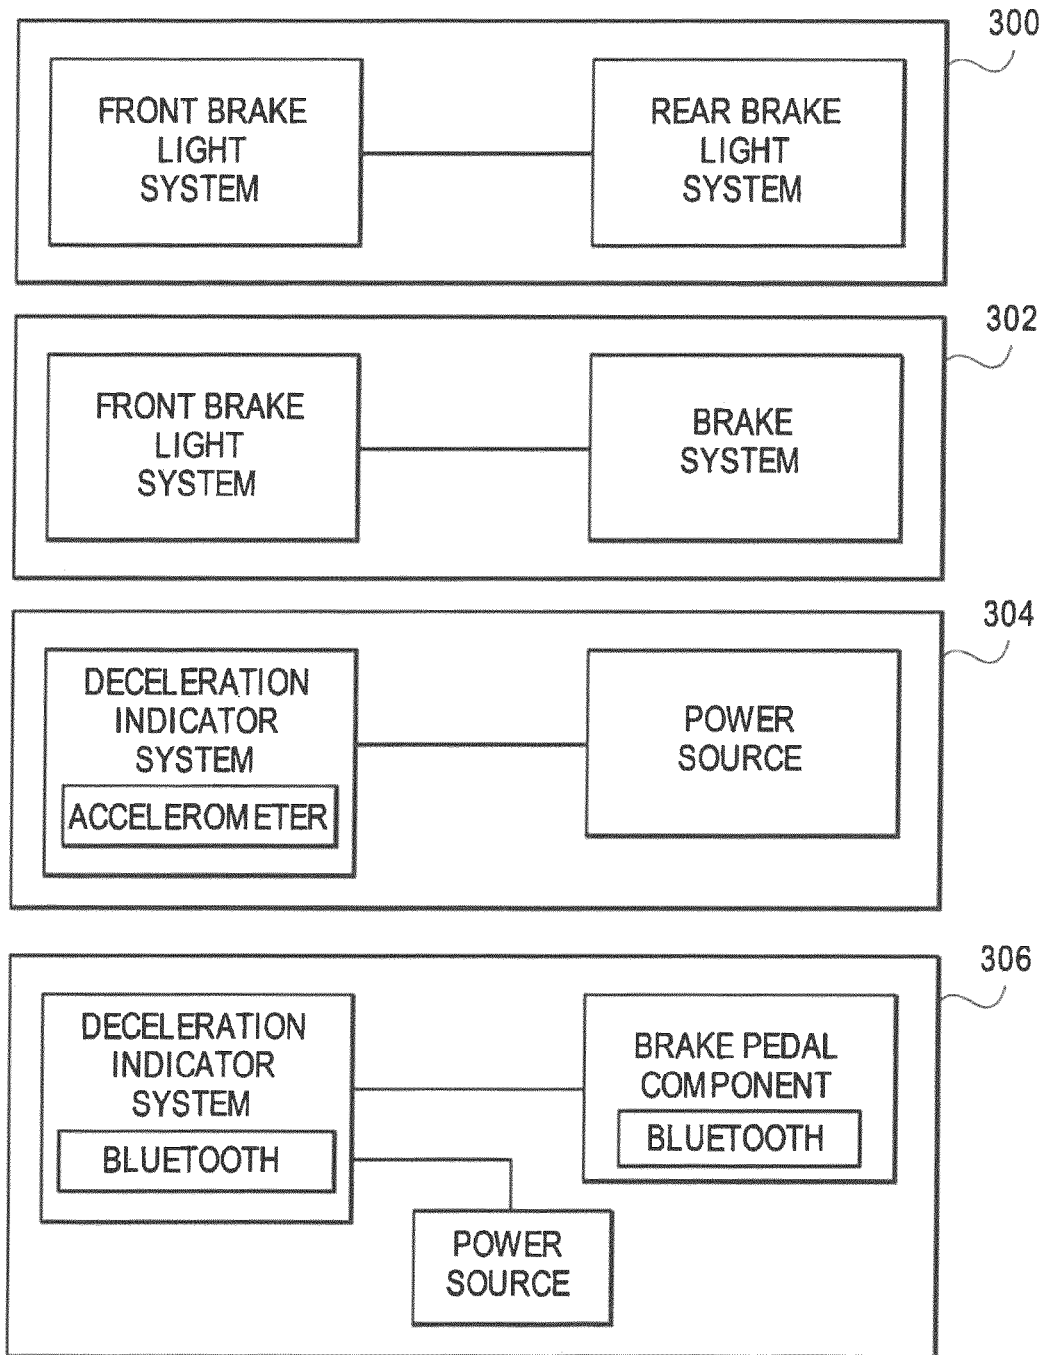 300
FRONT BRAKE
LIGHT
SYSTEM
REAR BRAKE
LIGHT
SYSTEM
302
FRONT BRAKE
LIGHT
SYSTEM
BRAKE
SYSTEM
304
DECELERATION
INDICATOR
SYSTEM
ACCELEROMETER
POWER
SOURCE
306
DECELERATION
INDICATOR
SYSTEM
BLUETOOTH
BRAKE PEDAL
COMPONENT
BLUETOOTH
POWER
SOURCE